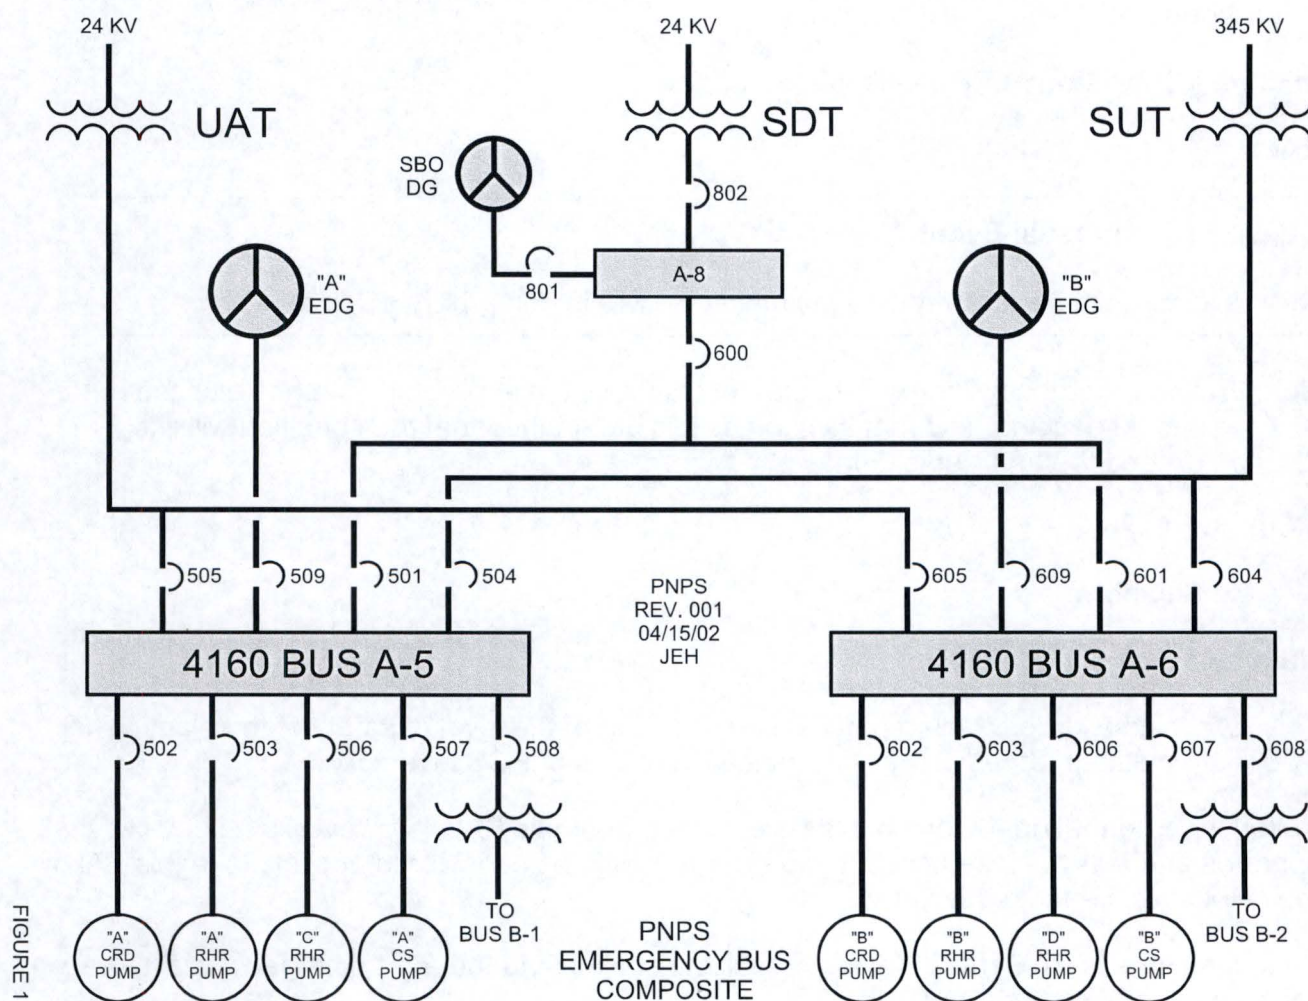 24 KV
24 KV
345 KV
UAT
SDT
SUT
SBO
DG
802
"A"
EDG
801
A-8
"B"
EDG
600
505
509
501
504
605
609
601
604
PNPS
REV. 001
04/15/02
JEH
4160 BUS A-5
4160 BUS A-6
502
503
506
507
508
602
603
606
607
608
"A"
CRD
PUMP
"A"
RHR
PUMP
"C"
RHR
PUMP
"A"
CS
PUMP
TO
BUS B-1
PNPS
EMERGENCY BUS
COMPOSITE
"B"
CRD
PUMP
"B"
RHR
PUMP
"D"
RHR
PUMP
"B"
CS
PUMP
TO
BUS B-2
FIGURE 1